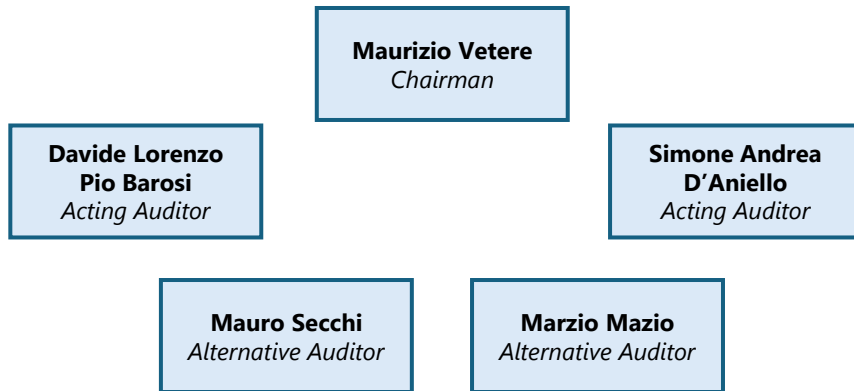 Maurizio Vetere
Chairman
Davide Lorenzo
Pio Barosi
Acting Auditor
Simone Andrea
D’Aniello
Acting Auditor
Mauro Secchi
Alternative Auditor
Marzio Mazio
Alternative Auditor